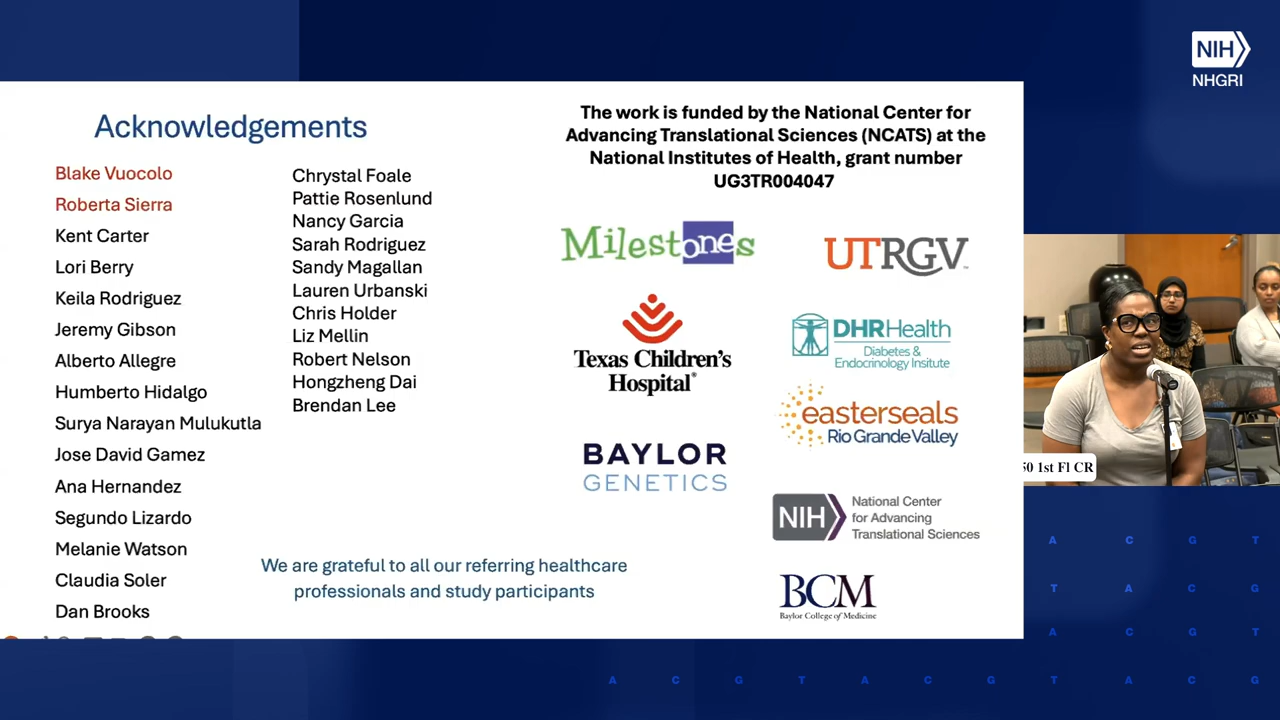 NIH
NHGRI
Acknowledgements
Blake Vuocolo
Roberta Sierra
Kent Carter
Lori Berry
Keila Rodriguez
Jeremy Gibson
Alberto Allegre
Humberto Hidalgo
Surya Narayan Mulukutla
Jose David Gamez
Ana Hernandez
Segundo Lizardo
Melanie Watson
Claudia Soler
Dan Brooks
Chrystal Foale
Pattie Rosenlund
Nancy Garcia
Sarah Rodriguez
Sandy Magallan
Lauren Urbanski
Chris Holder
Liz Mellin
Robert Nelson
Hongzheng Dai
Brendan Lee
We are grateful to all our referring healthcare
professionals and study participants
The work is funded by the National Center for
Advancing Translational Sciences (NCATS) at the
National Institutes of Health, grant number
UG3TR004047
Milestones
UTRGV™
Texas Children's
Hospital®
DHR Health
Diabetes &
Endocrinology Insitute
easterseals
Rio Grande Valley
BAYLOR
GENETICS
NIH
National Center
for Advancing
Translational Sciences
BCM
Baylor College of Medicine
50 1st Fl CR
A C G T
T A C G
A C G T
A C G T A C G T A C G